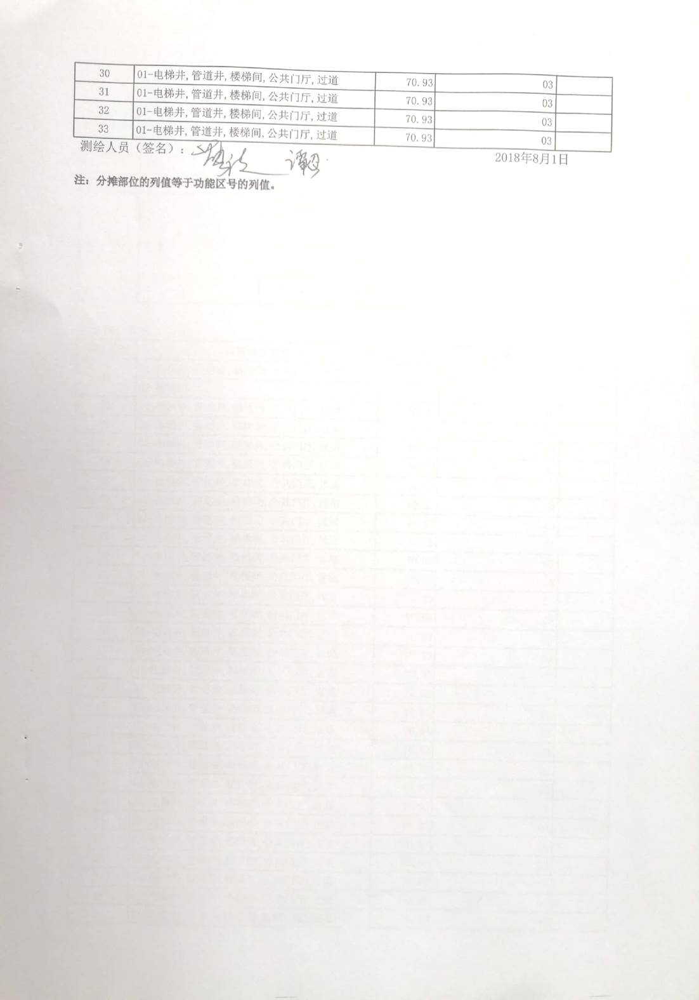 30 01-电梯井,管道井,楼梯间,公共门厅,过道 70.93 03
31 01-电梯井,管道井,楼梯间,公共门厅,过道 70.93 03
32 01-电梯井,管道井,楼梯间,公共门厅,过道 70.93 03
33 01-电梯井,管道井,楼梯间,公共门厅,过道 70.93 03
测绘人员（签名）： 2018年8月1日
注：分摊部位的列值等于功能区号的列值。